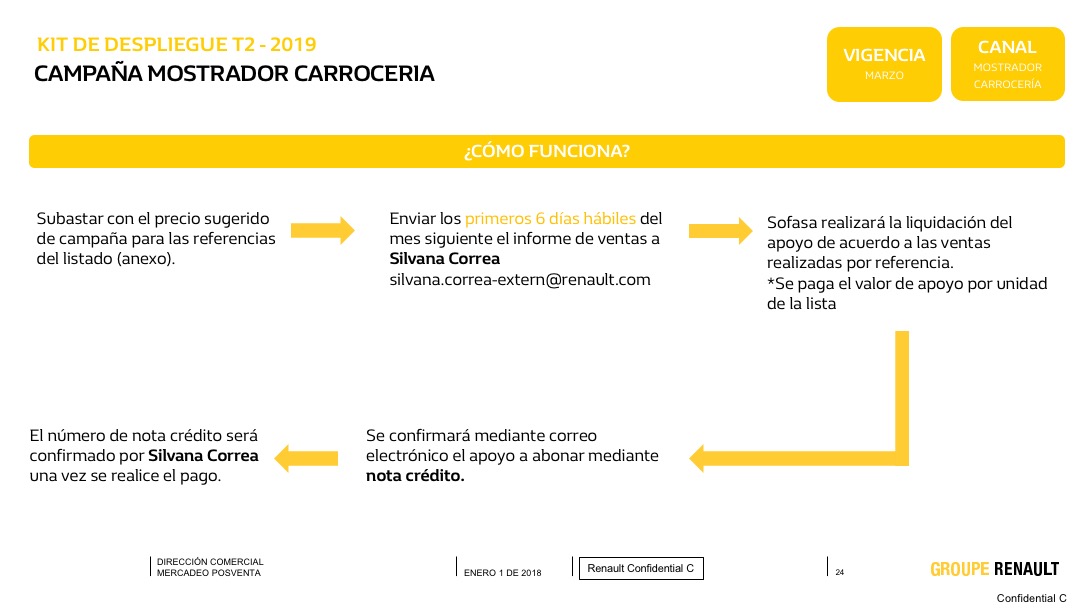 KIT DE DESPLIEGUE T2 - 2019
CAMPAÑA MOSTRADOR CARROCERIA
VIGENCIA
MARZO
CANAL
MOSTRADOR
CARROCERÍA
¿CÓMO FUNCIONA?
Subastar con el precio sugerido
de campaña para las referencias
del listado (anexo).
Enviar los primeros 6 días hábiles del
mes siguiente el informe de ventas a
Silvana Correa
silvana.correa-extern@renault.com
Sofasa realizará la liquidación del
apoyo de acuerdo a las ventas
realizadas por referencia.
*Se paga el valor de apoyo por unidad
de la lista
Se confirmará mediante correo
electrónico el apoyo a abonar mediante
nota crédito.
El número de nota crédito será
confirmado por Silvana Correa
una vez se realice el pago.
DIRECCIÓN COMERCIAL
MERCADEO POSVENTA
ENERO 1 DE 2018
Renault Confidential C
24
GROUPE RENAULT
Confidential C